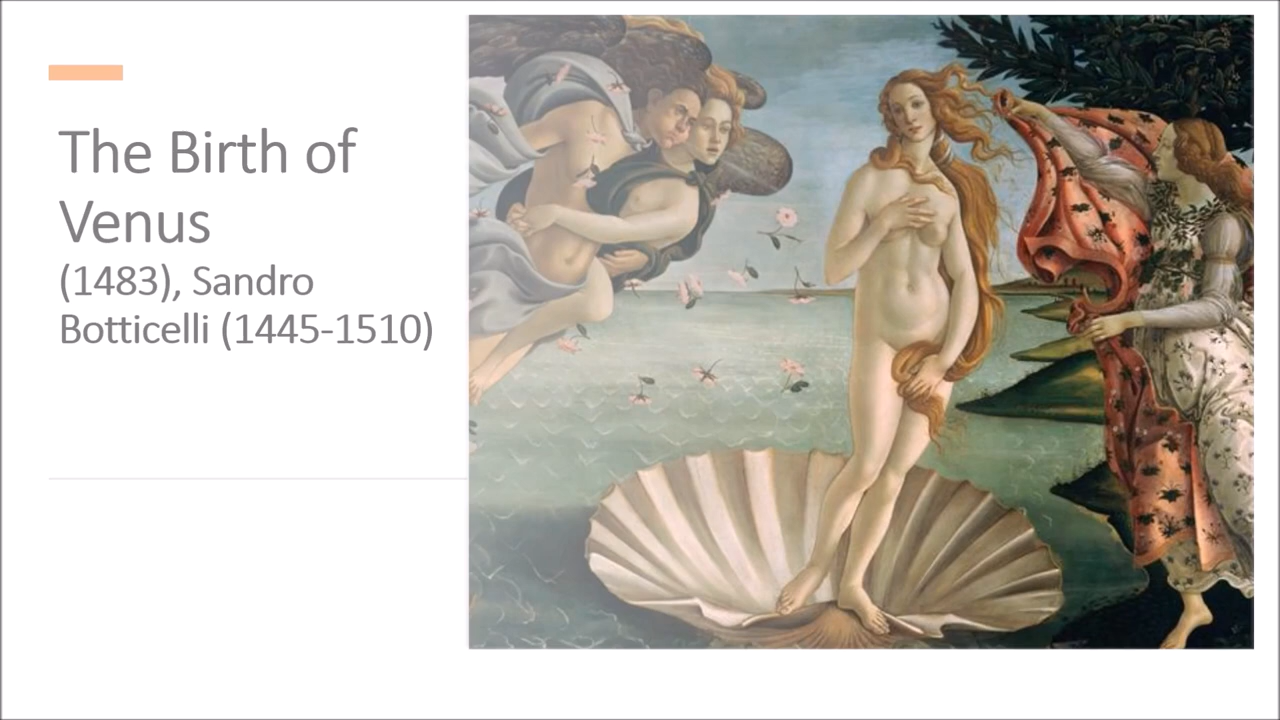 The Birth of
Venus
(1483), Sandro
Botticelli (1445-1510)